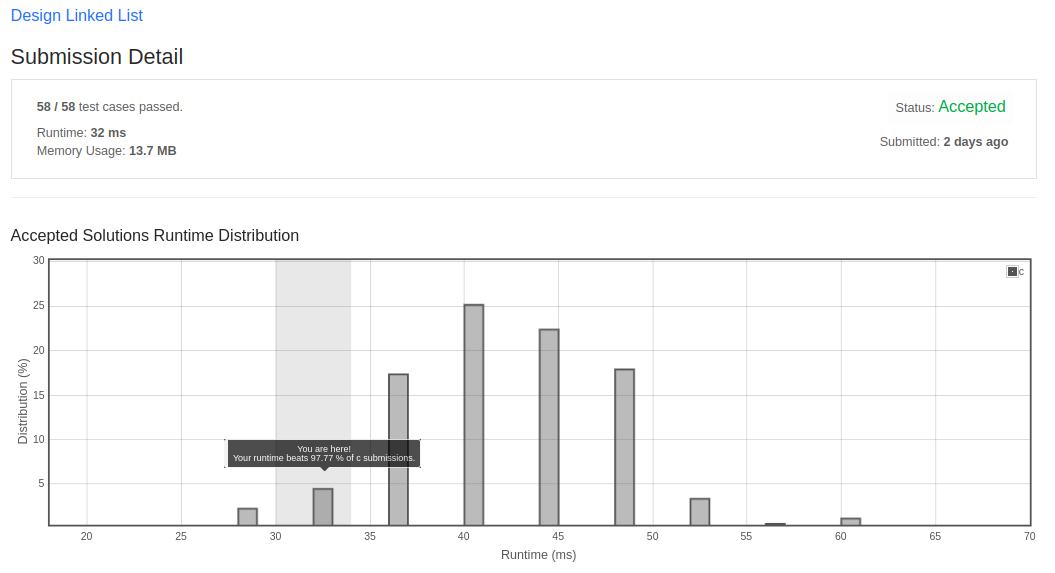 Design Linked List
Submission Detail
58 / 58 test cases passed.
Status: Accepted
Runtime: 32 ms
Memory Usage: 13.7 MB
Submitted: 2 days ago
Accepted Solutions Runtime Distribution
c
30
25
20
15
10
5
Distribution (%)
You are here!
Your runtime beats 97.77 % of c submissions.
20 25 30 35 40 45 50 55 60 65 70
Runtime (ms)